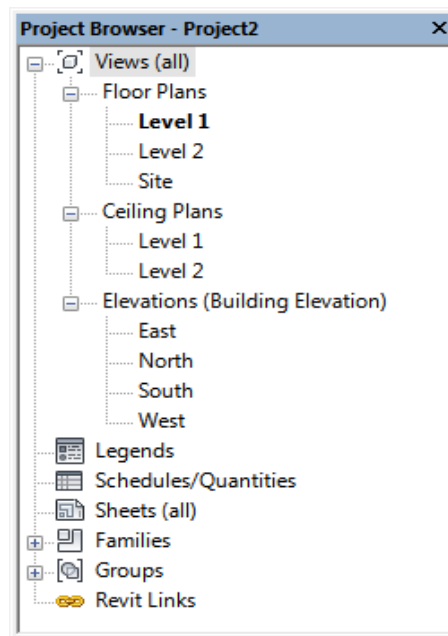 Project Browser - Project2
Views (all)
Floor Plans
Level 1
Level 2
Site
Ceiling Plans
Level 1
Level 2
Elevations (Building Elevation)
East
North
South
West
Legends
Schedules/Quantities
Sheets (all)
Families
Groups
Revit Links